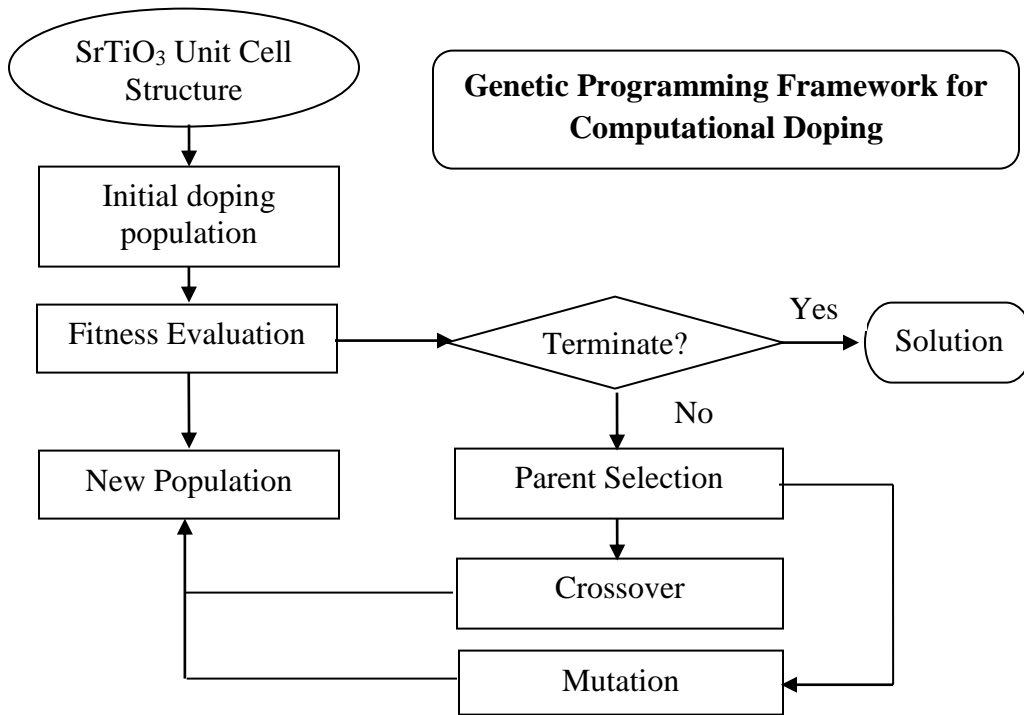 SrTiO₃ Unit Cell
Structure
Genetic Programming Framework for
Computational Doping
Initial doping
population
Fitness Evaluation
Terminate?
Yes
Solution
No
New Population
Parent Selection
Crossover
Mutation